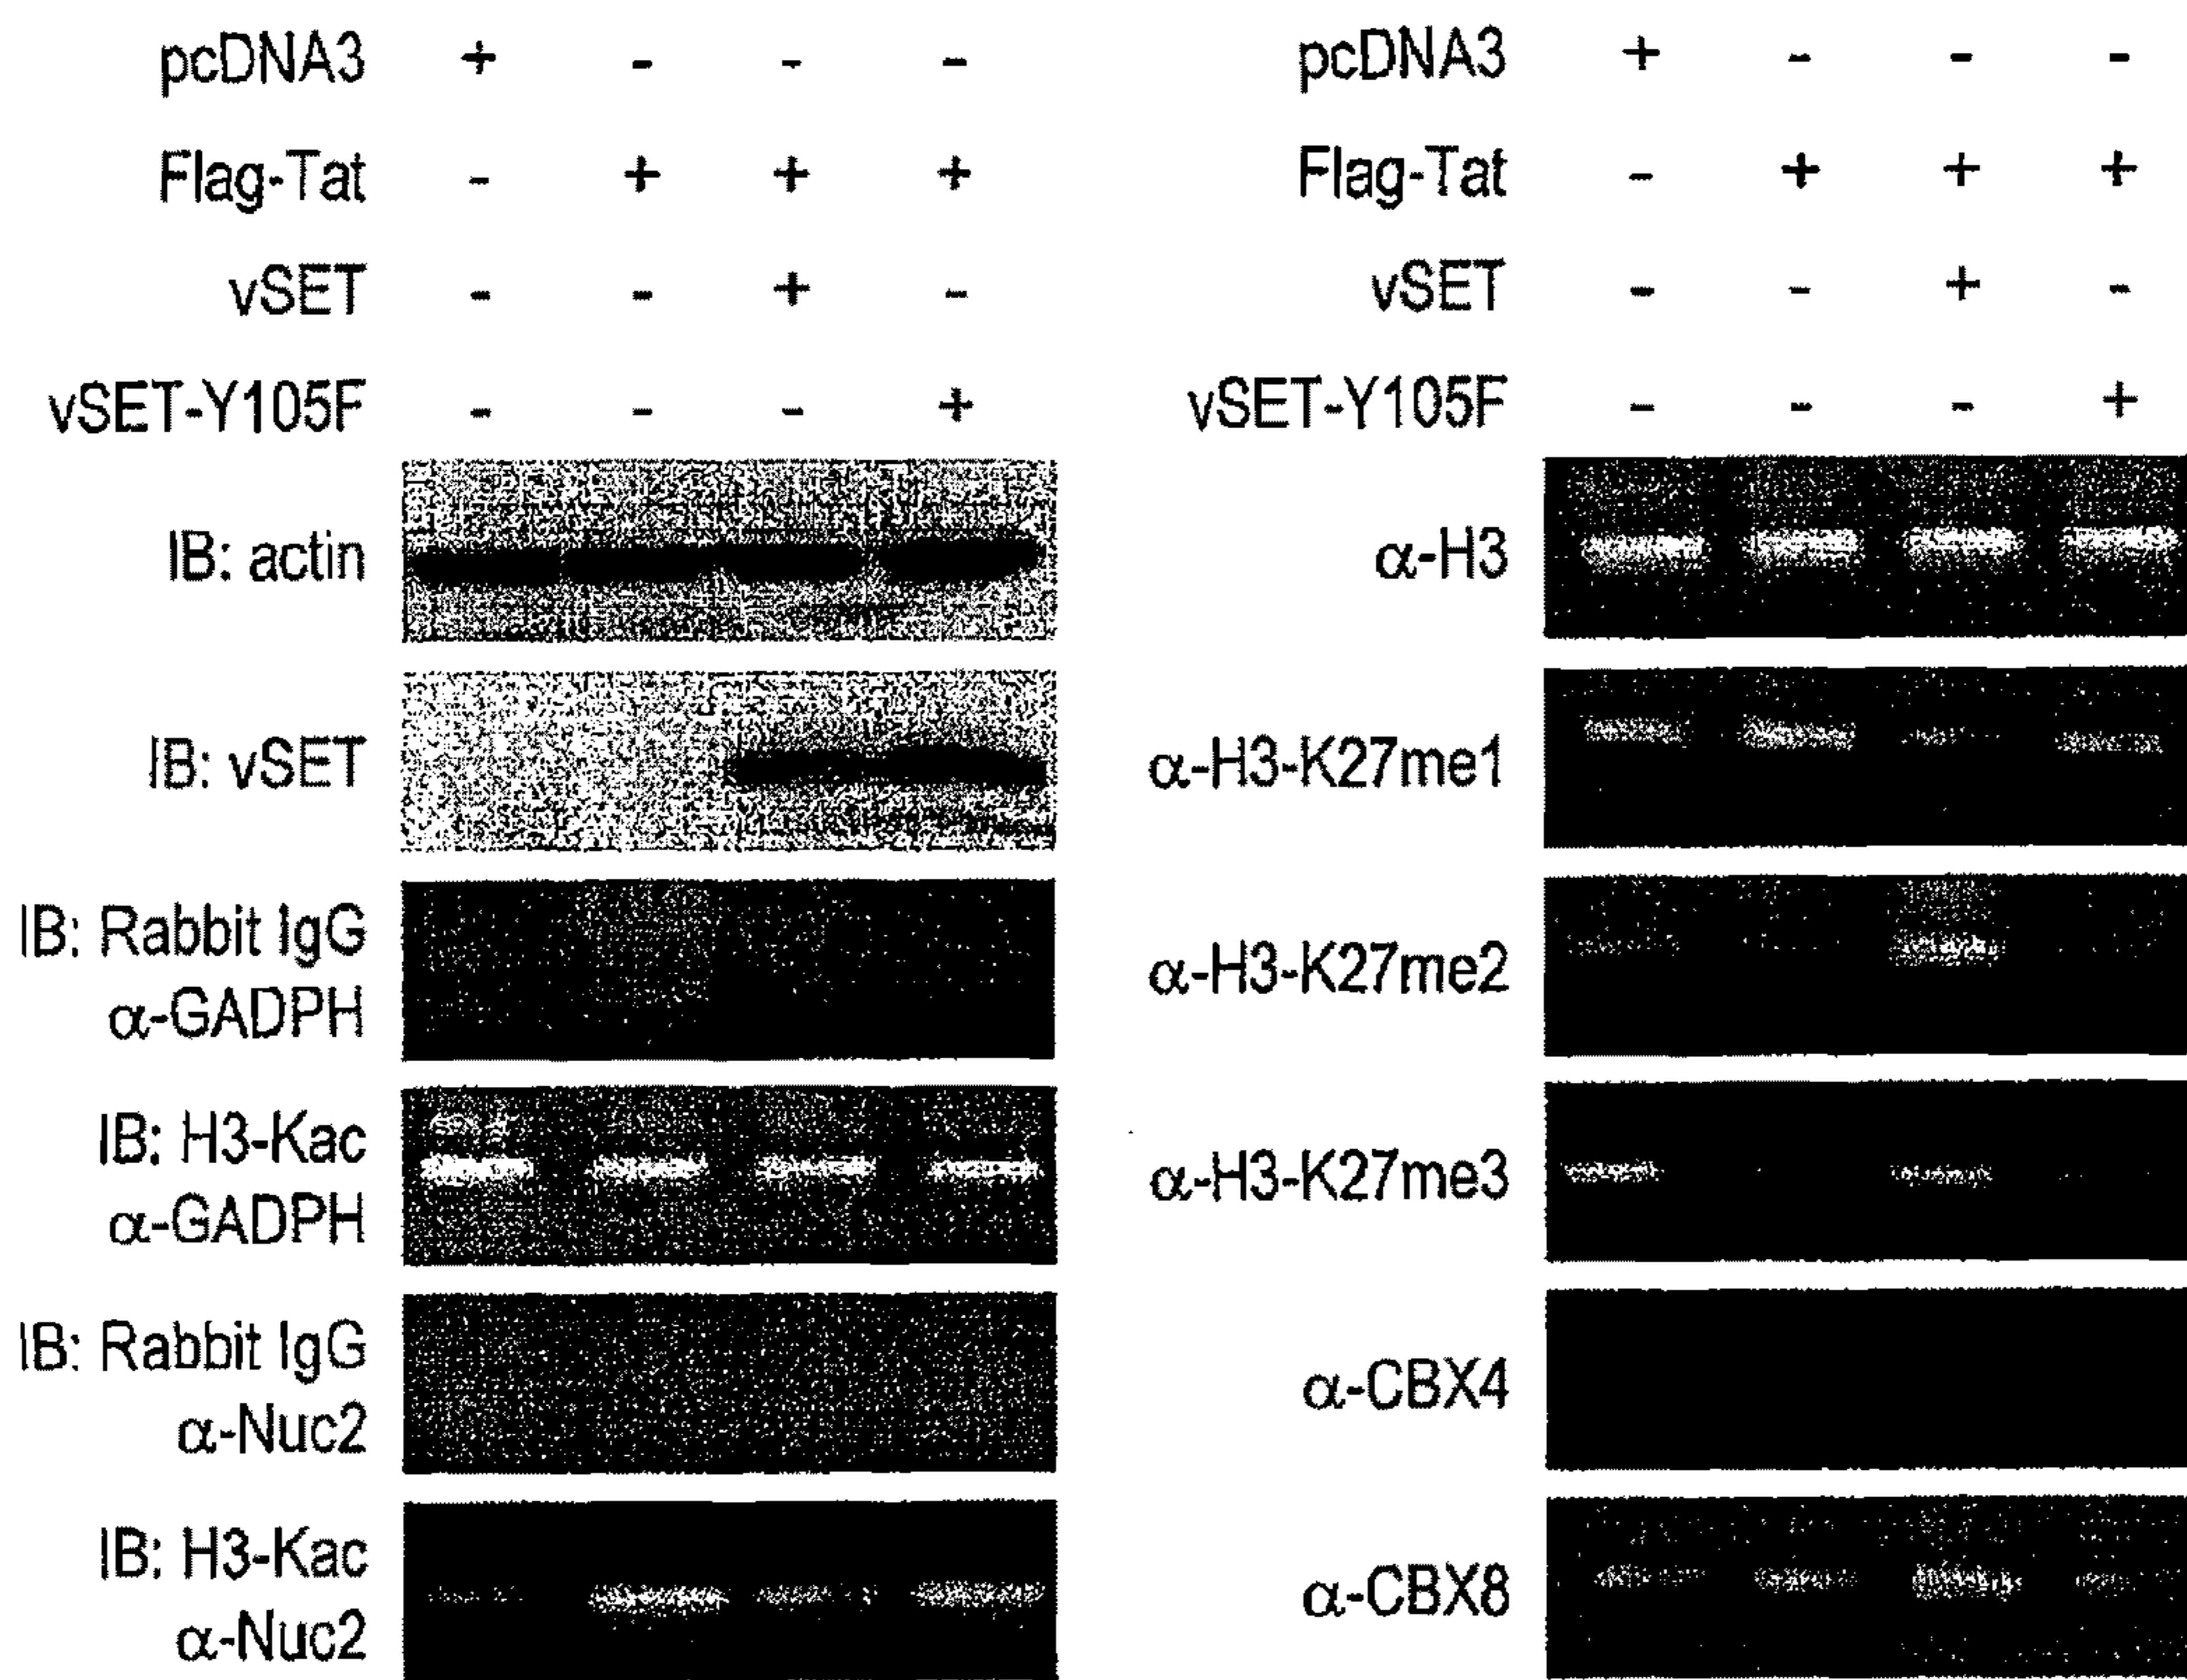 pcDNA3 + - - -
Flag-Tat - + + +
vSET - - + -
vSET-Y105F - - - +
IB: actin
IB: vSET
IB: Rabbit IgG
α-GADPH
IB: H3-Kac
α-GADPH
IB: Rabbit IgG
α-Nuc2
IB: H3-Kac
α-Nuc2
pcDNA3 + - - -
Flag-Tat - + + +
vSET - - + -
vSET-Y105F - - - +
α-H3
α-H3-K27me1
α-H3-K27me2
α-H3-K27me3
α-CBX4
α-CBX8